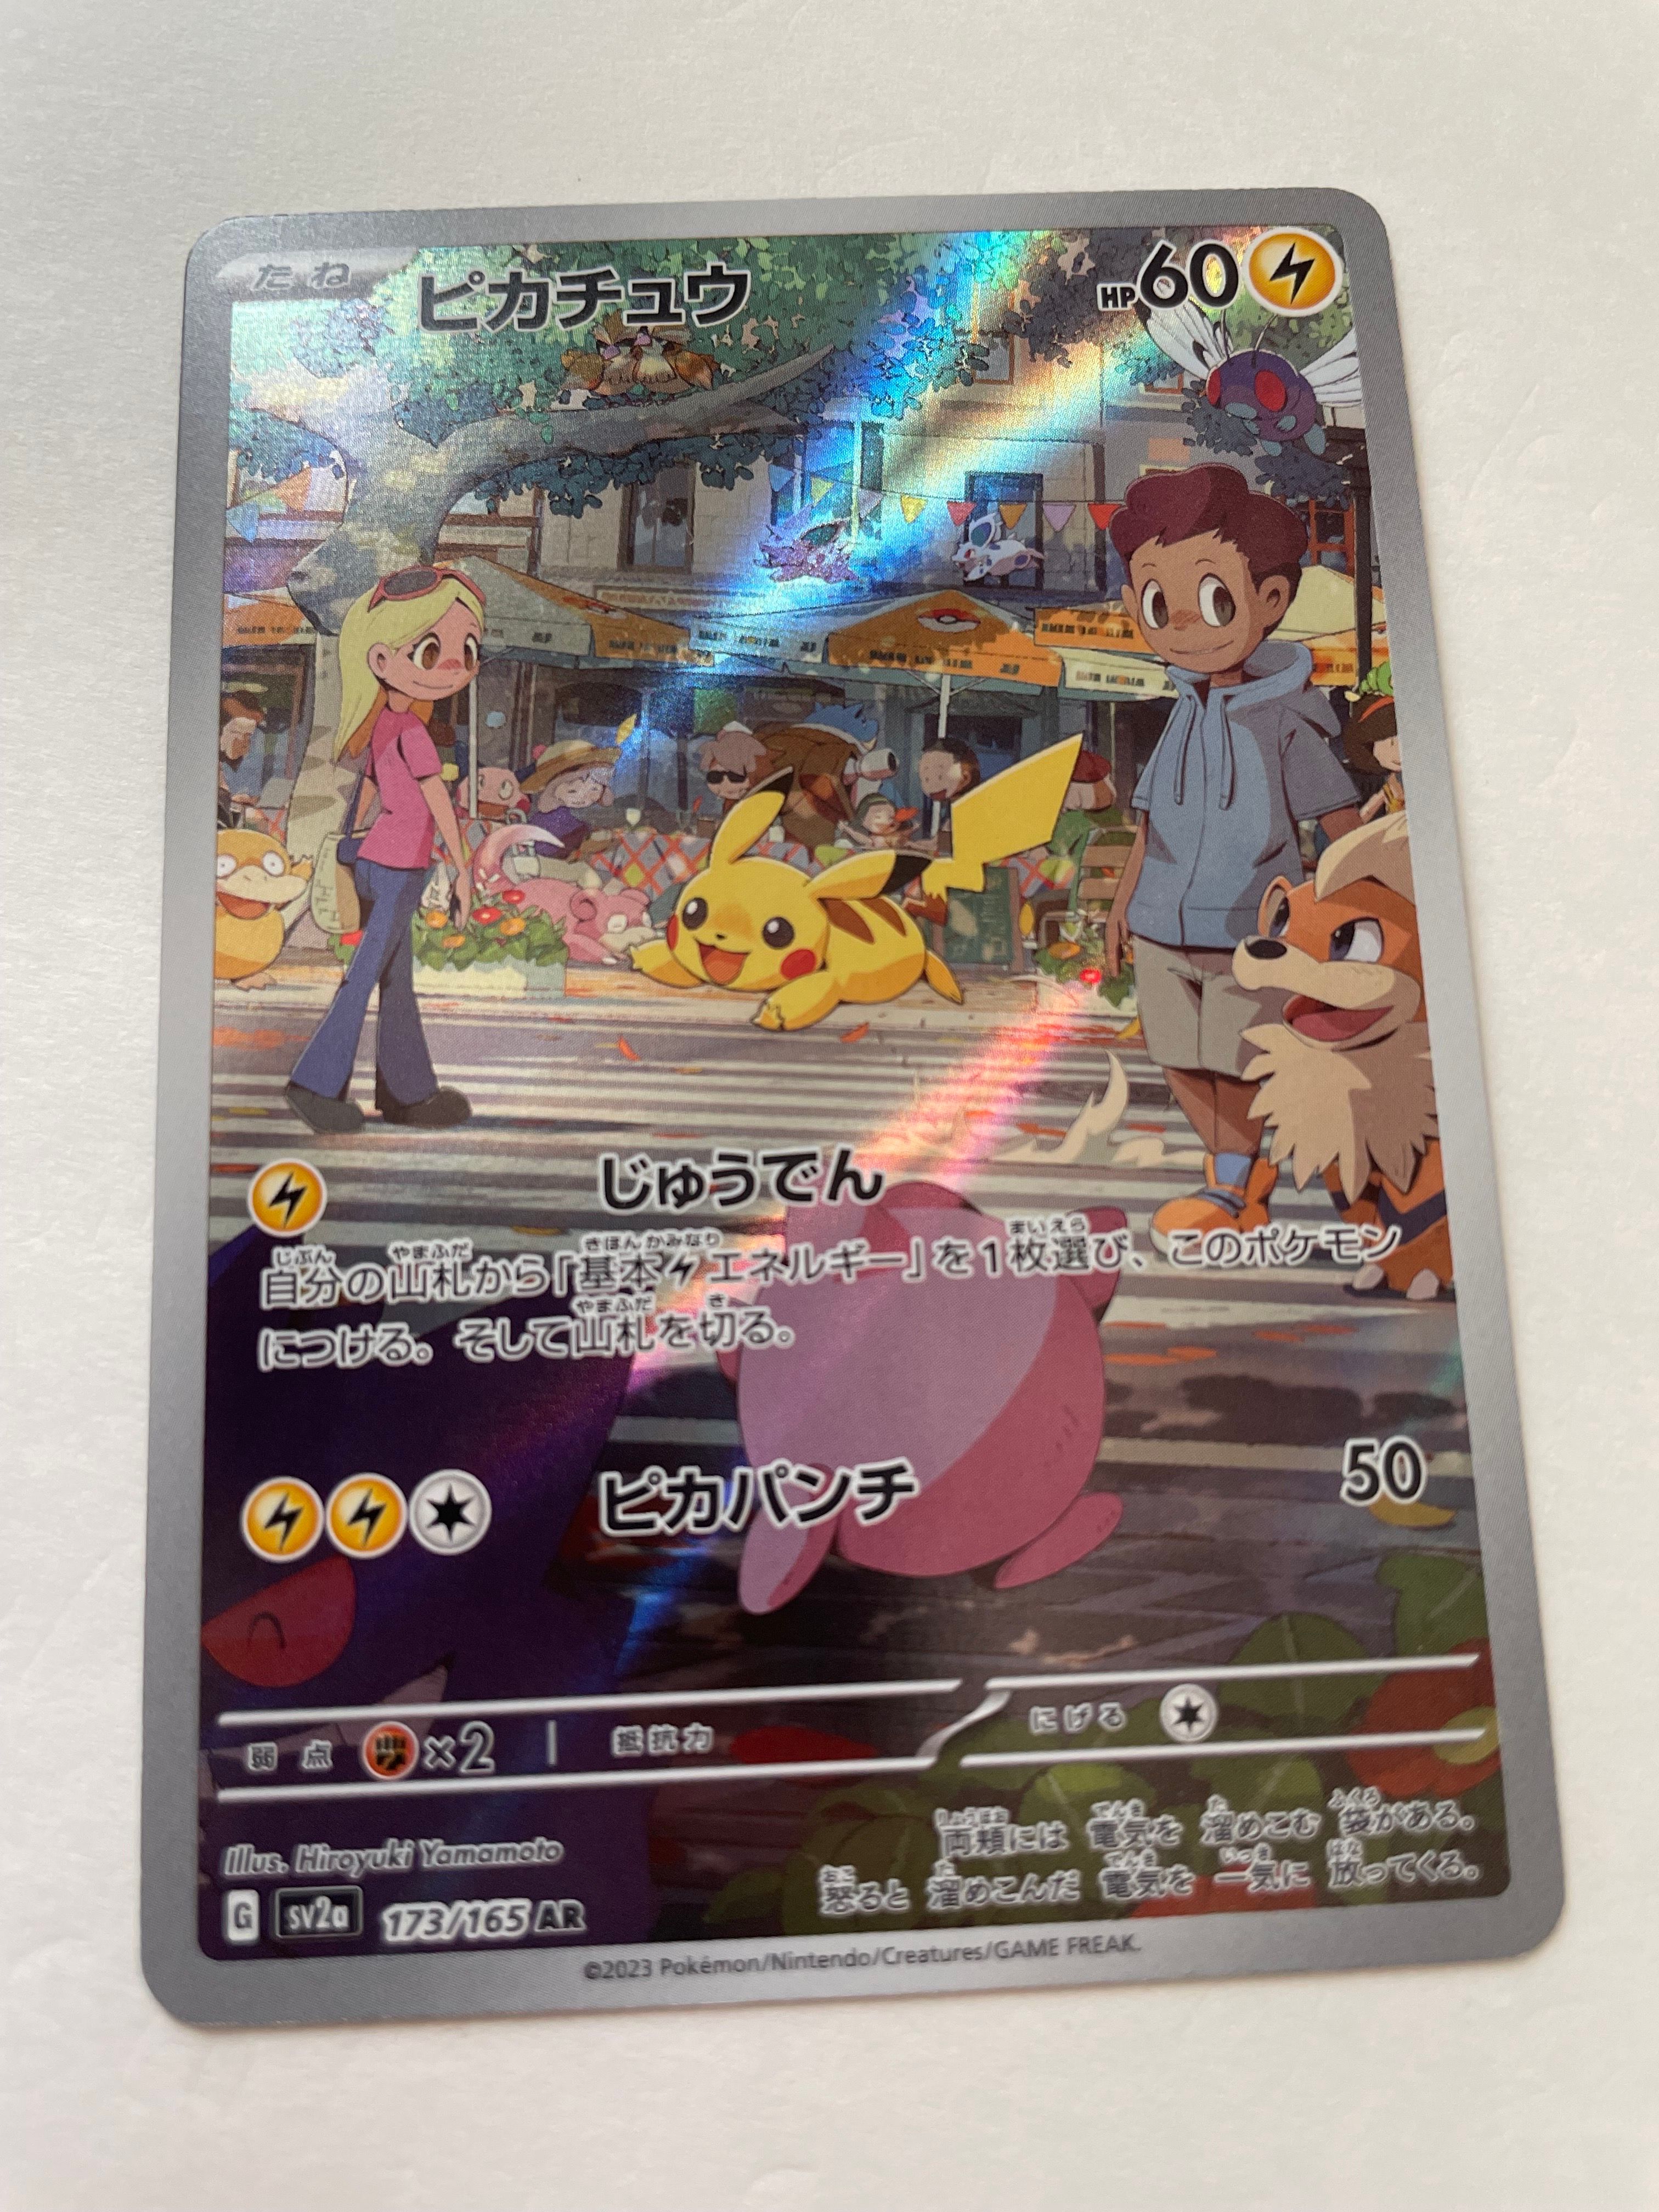 たね ピカチュウ HP60
じゅうでん
自分の山札から「基本エネルギー」を1枚選び、このポケモン
につける。そして山札を切る。
ピカパンチ 50
弱点 ×2 抵抗力 にげる
両頬には 電気を 溜めこむ 袋がある。
怒ると 溜めこんだ 電気を 一気に 放ってくる。
Illus. Hiroyuki Yamamoto
G sv2a 173/165 AR
©2023 Pokémon/Nintendo/Creatures/GAME FREAK.